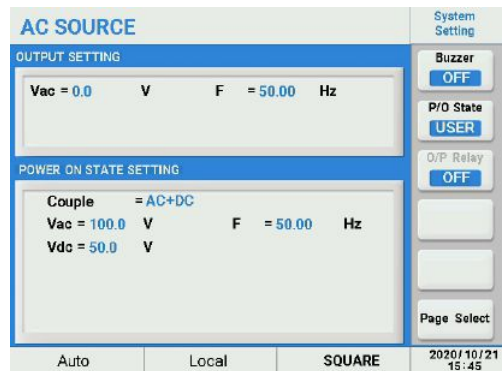 AC SOURCE
System
Setting
OUTPUT SETTING
Vac = 0.0 V F = 50.00 Hz
Buzzer
OFF
P/O State
USER
O/P Relay
OFF
POWER ON STATE SETTING
Couple = AC+DC
Vac = 100.0 V F = 50.00 Hz
Vdc = 50.0 V
Page Select
Auto Local SQUARE
2020/10/21
15:45